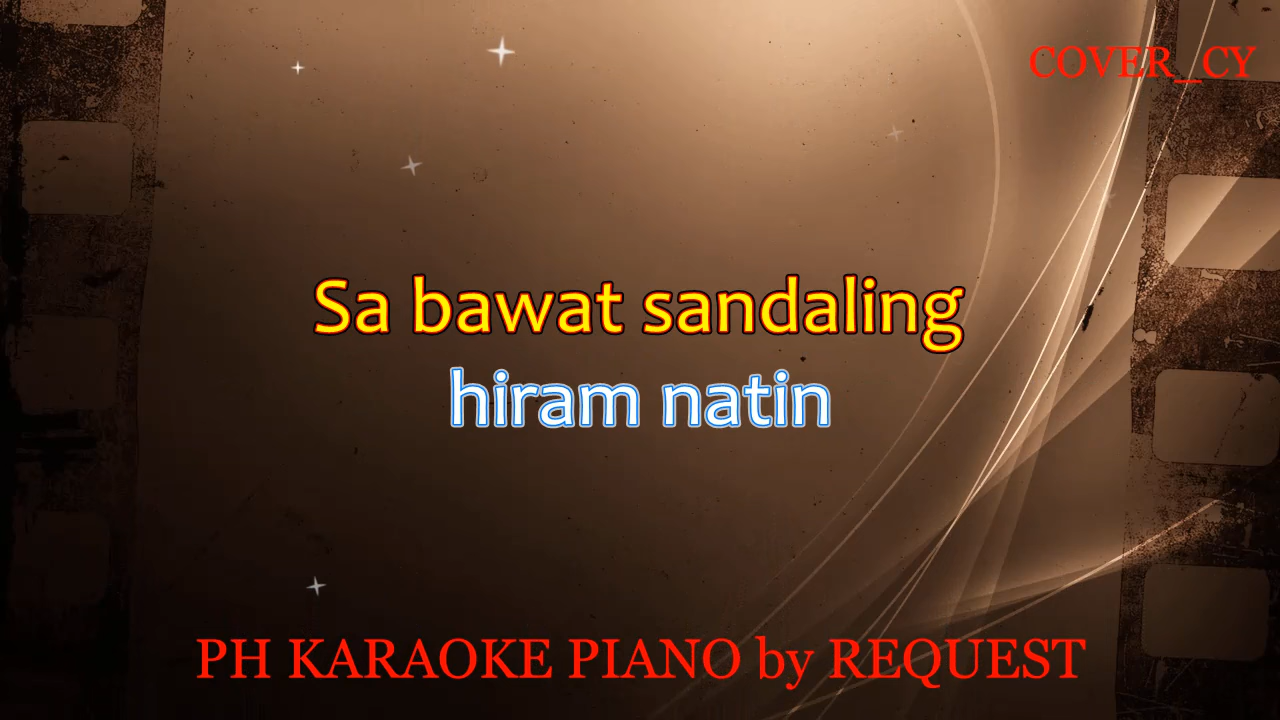 COVER_CY
Sa bawat sandaling
hiram natin
PH KARAOKE PIANO by REQUEST